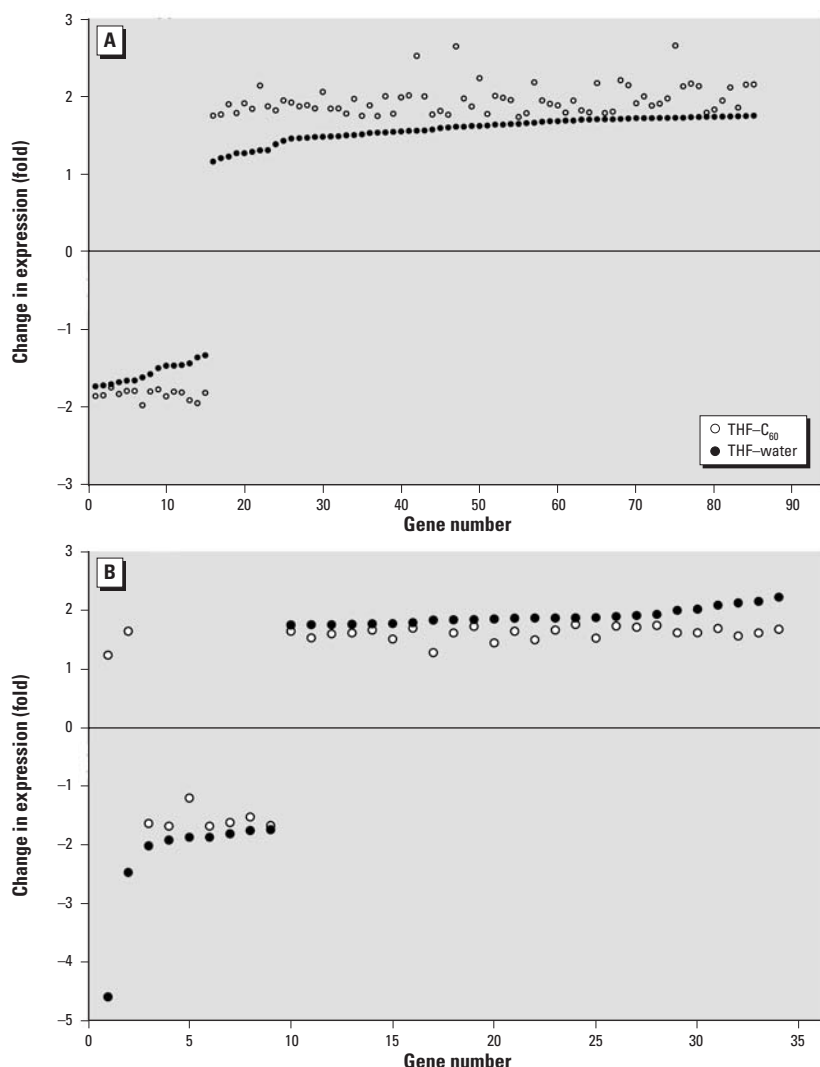 A
3
2
1
0
–1
–2
–3
Change in expression (fold)
THF–C₆₀
THF–water
0 10 20 30 40 50 60 70 80 90
Gene number
B
3
2
1
0
–1
–2
–3
–4
–5
Change in expression (fold)
0 5 10 15 20 25 30 35
Gene number